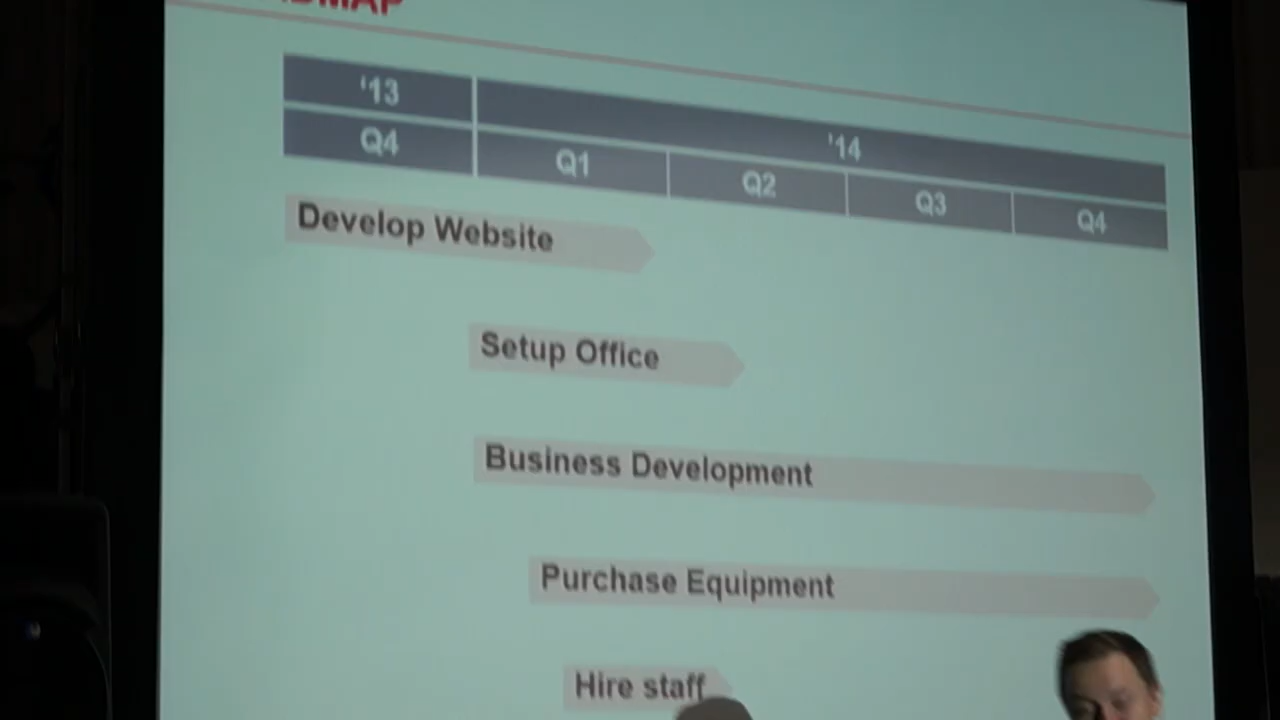 '13
'14
Q4 Q1 Q2 Q3 Q4
Develop Website
Setup Office
Business Development
Purchase Equipment
Hire staff